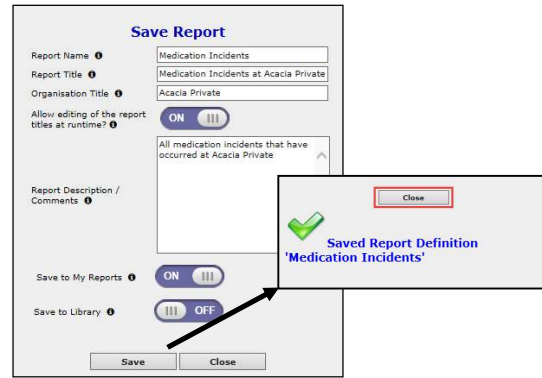 Save Report
Report Name
Medication Incidents
Report Title
Medication Incidents at Acacia Private
Organisation Title
Acacia Private
Allow editing of the report
titles at runtime?
ON
All medication incidents that have
occurred at Acacia Private
Report Description /
Comments
Save to My Reports
ON
Save to Library
OFF
Save
Close
Close
Saved Report Definition
'Medication Incidents'